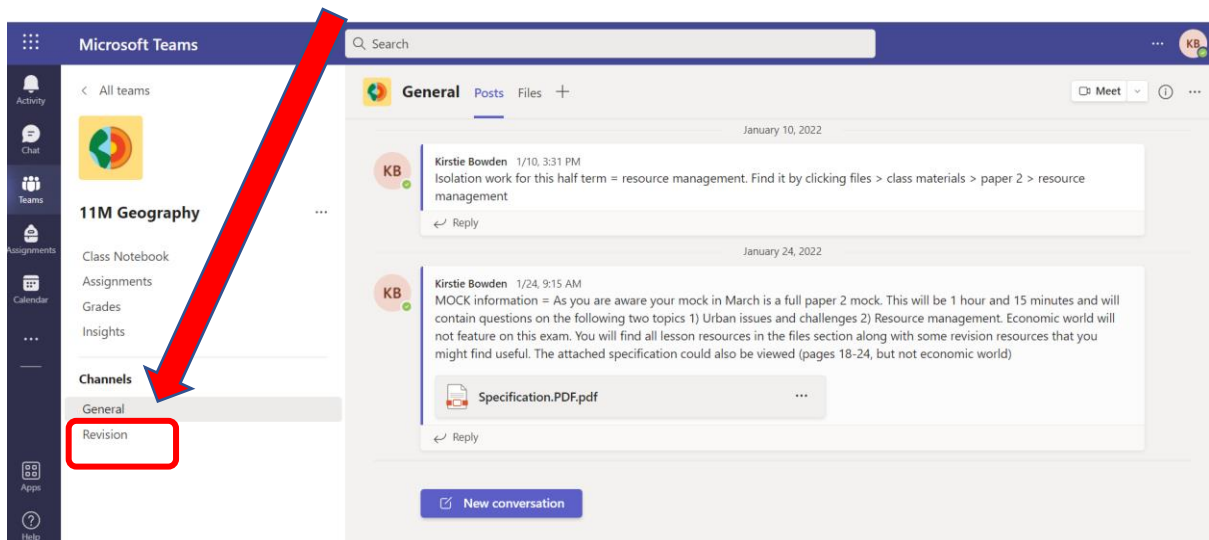 Microsoft Teams
Search
KB
Activity
Chat
Teams
Assignments
Calendar
Apps
Help
All teams
11M Geography
Class Notebook
Assignments
Grades
Insights
Channels
General
Revision
General Posts Files
Meet
January 10, 2022
KB
Kirstie Bowden 1/10, 3:31 PM
Isolation work for this half term = resource management. Find it by clicking files > class materials > paper 2 > resource
management
Reply
January 24, 2022
KB
Kirstie Bowden 1/24, 9:15 AM
MOCK information = As you are aware your mock in March is a full paper 2 mock. This will be 1 hour and 15 minutes and will
contain questions on the following two topics 1) Urban issues and challenges 2) Resource management. Economic world will
not feature on this exam. You will find all lesson resources in the files section along with some revision resources that you
might find useful. The attached specification could also be viewed (pages 18-24, but not economic world)
Specification.PDF.pdf
Reply
New conversation